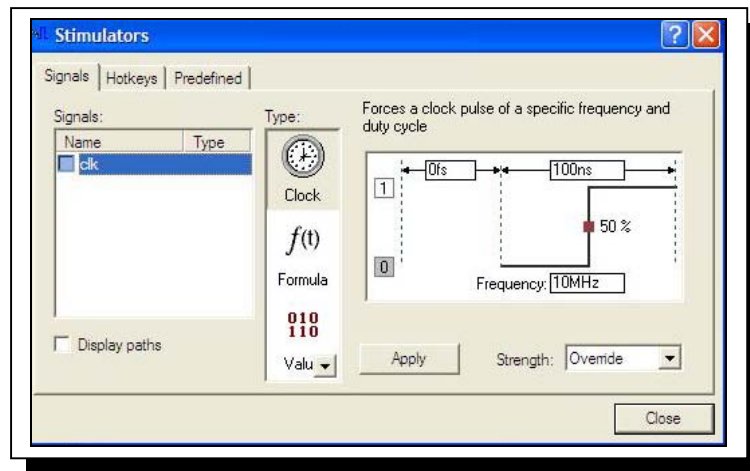 Stimulators
Signals Hotkeys Predefined
Signals:
Name Type
clk
Display paths
Type:
Clock
f(t)
Formula
010
110
Valu
Forces a clock pulse of a specific frequency and
duty cycle
0fs 100ns
1
50 %
0
Frequency: 10MHz
Apply Strength: Override
Close